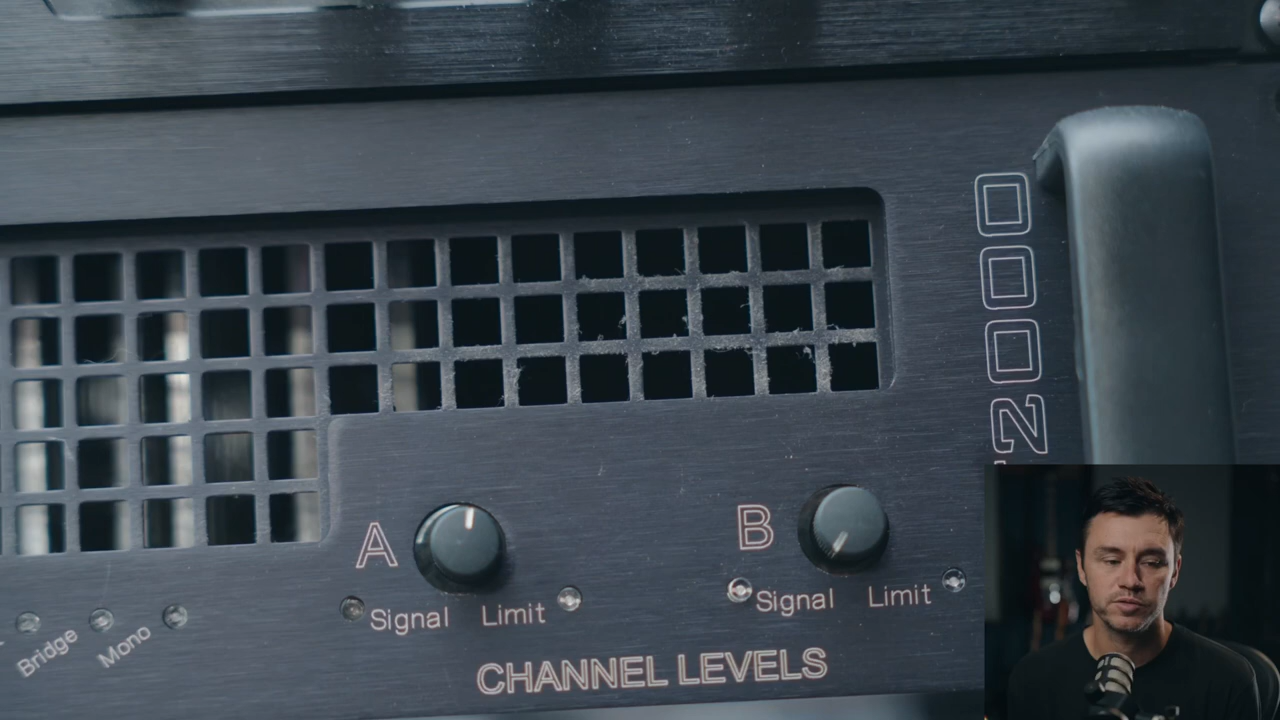 2000
A
B
Signal Limit
Signal Limit
Bridge
Mono
CHANNEL LEVELS